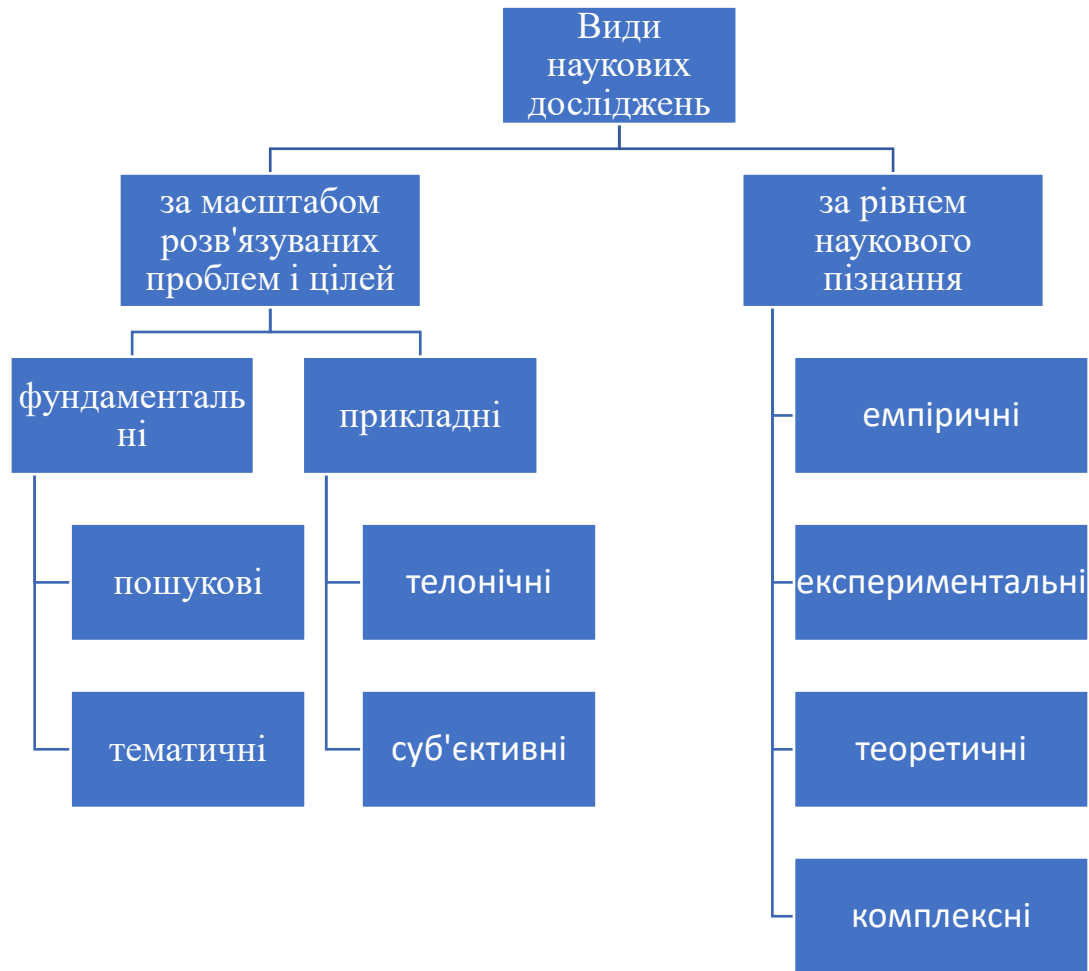 Види
наукових
досліджень
за масштабом
розв'язуваних
проблем і цілей
за рівнем
наукового
пізнання
фундаменталь
ні
прикладні
емпіричні
пошукові
телонічні
експериментальні
тематичні
суб'єктивні
теоретичні
комплексні